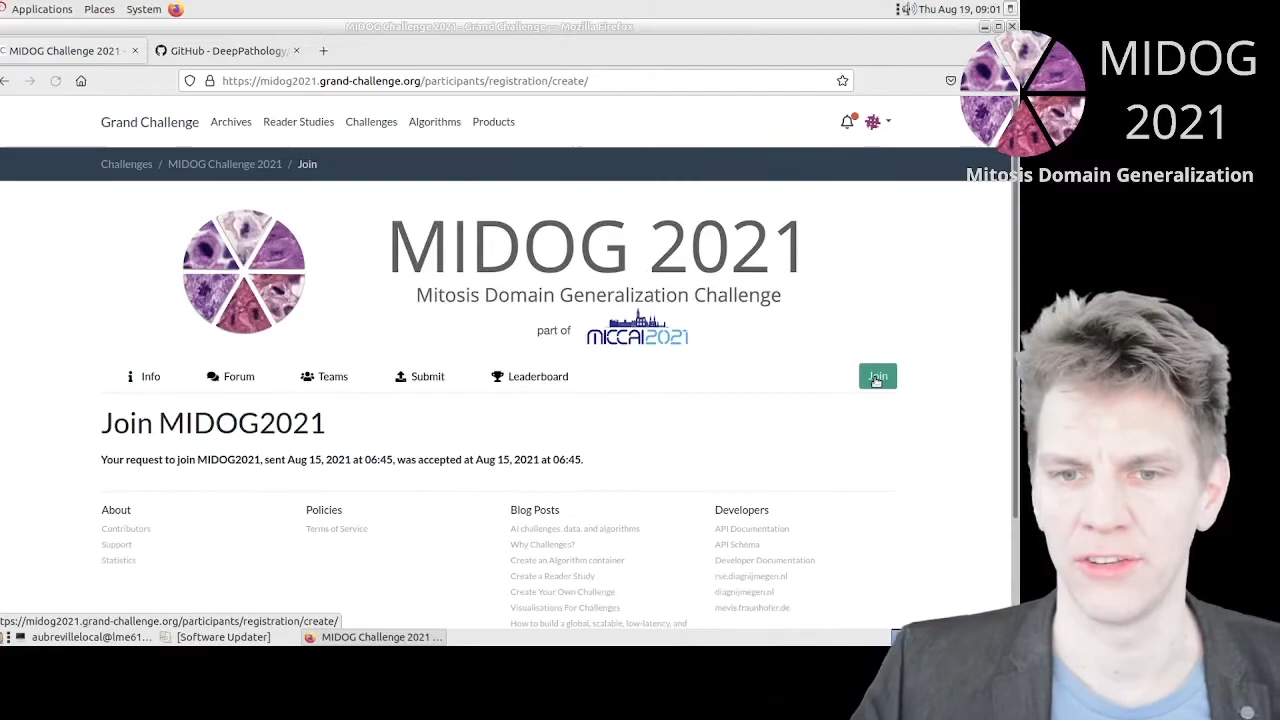 Applications Places System
Thu Aug 19, 09:01
MIDOG Challenge 2021 - Grand Challenge — Mozilla Firefox
MIDOG Challenge 2021 -
GitHub - DeepPathology/
https://midog2021.grand-challenge.org/participants/registration/create/
MIDOG
2021
Mitosis Domain Generalization
Grand Challenge Archives Reader Studies Challenges Algorithms Products
Challenges / MIDOG Challenge 2021 / Join
MIDOG 2021
Mitosis Domain Generalization Challenge
part of MICCAI2021
Info Forum Teams Submit Leaderboard Join
Join MIDOG2021
Your request to join MIDOG2021, sent Aug 15, 2021 at 06:45, was accepted at Aug 15, 2021 at 06:45.
About Policies Blog Posts Developers
Contributors Terms of Service AI challenges, data, and algorithms API Documentation
Support Why Challenges? API Schema
Statistics Create an Algorithm container Developer Documentation
Create a Reader Study rse.diagnijmegen.nl
Create Your Own Challenge diagnijmegen.nl
Visualisations For Challenges mevis.fraunhofer.de
How to build a global, scalable, low-latency, and
tps://midog2021.grand-challenge.org/participants/registration/create/
aubrevillelocal@lme61... [Software Updater] MIDOG Challenge 2021 ...